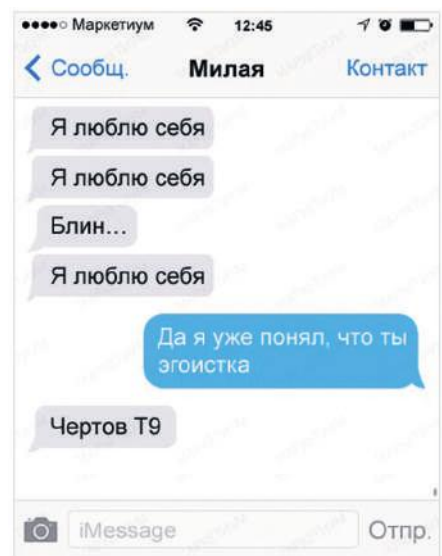 ●●●●○ Маркетиум 12:45
Сообщ. Милая Контакт
Я люблю себя
Я люблю себя
Блин...
Я люблю себя
Да я уже понял, что ты
эгоистка
Чертов Т9
iMessage Отпр.